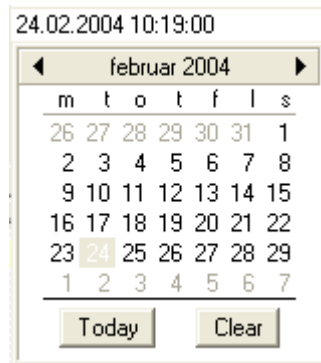 24.02.2004 10:19:00
februar 2004
m t o t f l s
26 27 28 29 30 31 1
2 3 4 5 6 7 8
9 10 11 12 13 14 15
16 17 18 19 20 21 22
23 24 25 26 27 28 29
1 2 3 4 5 6 7
Today Clear